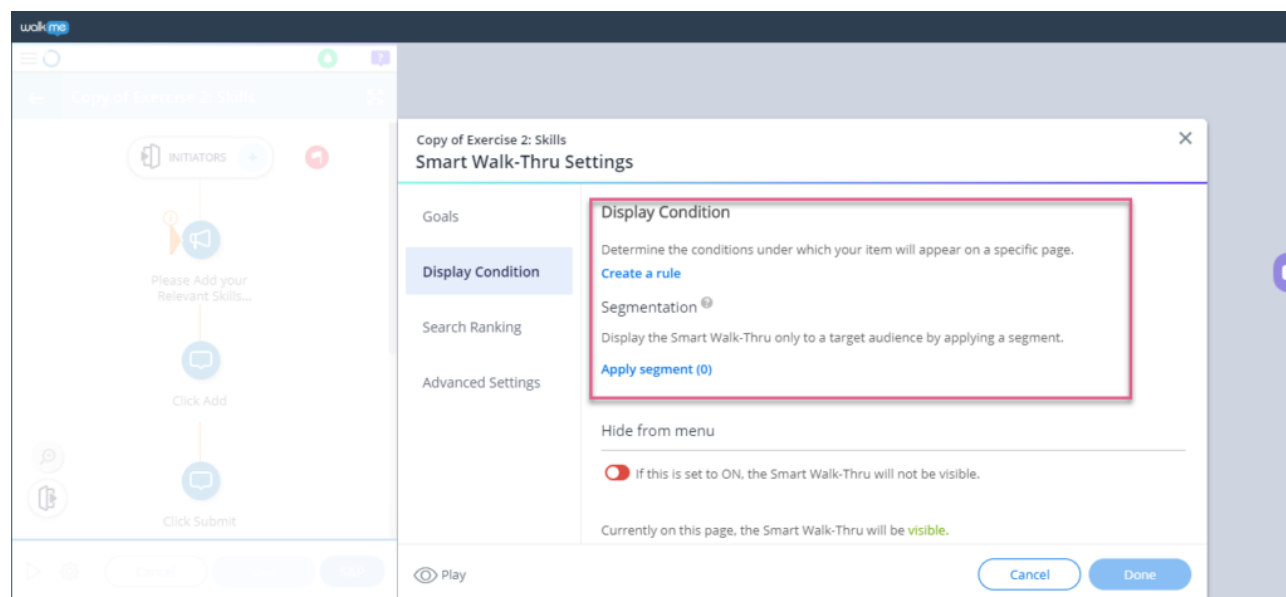 walkme
?
Copy of Exercise 2: Skills
INITIATORS +
Please Add your
Relevant Skills...
Click Add
Click Submit
Cancel
Copy of Exercise 2: Skills
Smart Walk-Thru Settings
Goals
Display Condition
Search Ranking
Advanced Settings
Display Condition
Determine the conditions under which your item will appear on a specific page.
Create a rule
Segmentation ?
Display the Smart Walk-Thru only to a target audience by applying a segment.
Apply segment (0)
Hide from menu
If this is set to ON, the Smart Walk-Thru will not be visible.
Currently on this page, the Smart Walk-Thru will be visible.
Play
Cancel
Done